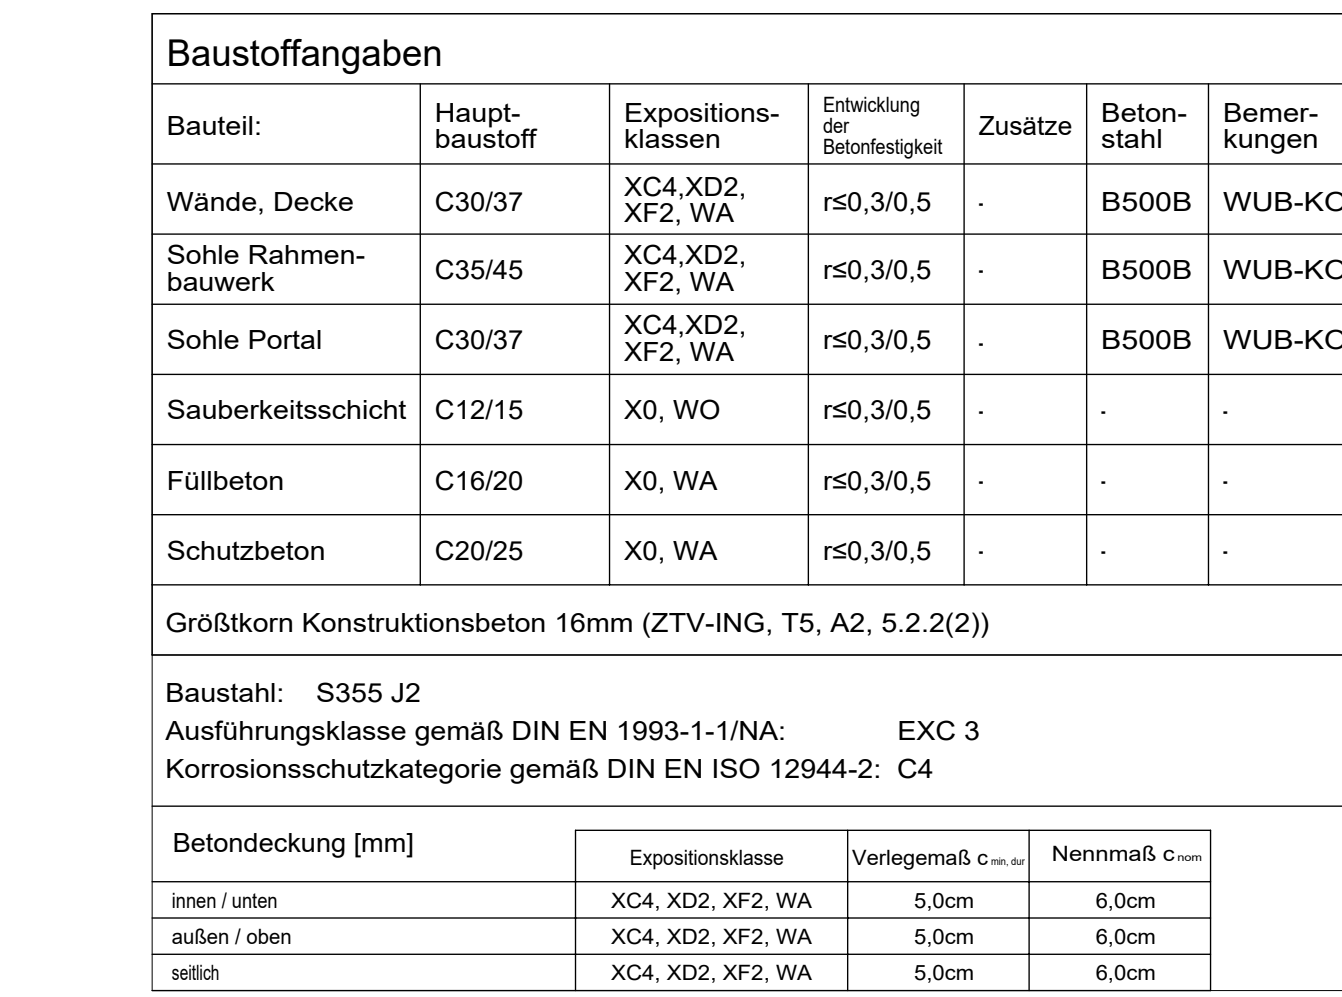 Baustoffangaben
Bauteil:
Haupt-
baustoff
Expositions-
klassen
Entwicklung
der
Betonfestigkeit
Zusätze
Beton-
stahl
Bemer-
kungen
Wände, Decke
C30/37
XC4,XD2,
XF2, WA
r≤0,3/0,5
-
B500B
WUB-KO
Sohle Rahmen-
bauwerk
C35/45
XC4,XD2,
XF2, WA
r≤0,3/0,5
-
B500B
WUB-KO
Sohle Portal
C30/37
XC4,XD2,
XF2, WA
r≤0,3/0,5
-
B500B
WUB-KO
Sauberkeitsschicht
C12/15
X0, WO
r≤0,3/0,5
-
-
-
Füllbeton
C16/20
X0, WA
r≤0,3/0,5
-
-
-
Schutzbeton
C20/25
X0, WA
r≤0,3/0,5
-
-
-
Größtkorn Konstruktionsbeton 16mm (ZTV-ING, T5, A2, 5.2.2(2))
Baustahl: S355 J2
Ausführungsklasse gemäß DIN EN 1993-1-1/NA: EXC 3
Korrosionsschutzkategorie gemäß DIN EN ISO 12944-2: C4
Betondeckung [mm]
Expositionsklasse
Verlegemaß c min, dur
Nennmaß c nom
innen / unten
XC4, XD2, XF2, WA
5,0cm
6,0cm
außen / oben
XC4, XD2, XF2, WA
5,0cm
6,0cm
seitlich
XC4, XD2, XF2, WA
5,0cm
6,0cm